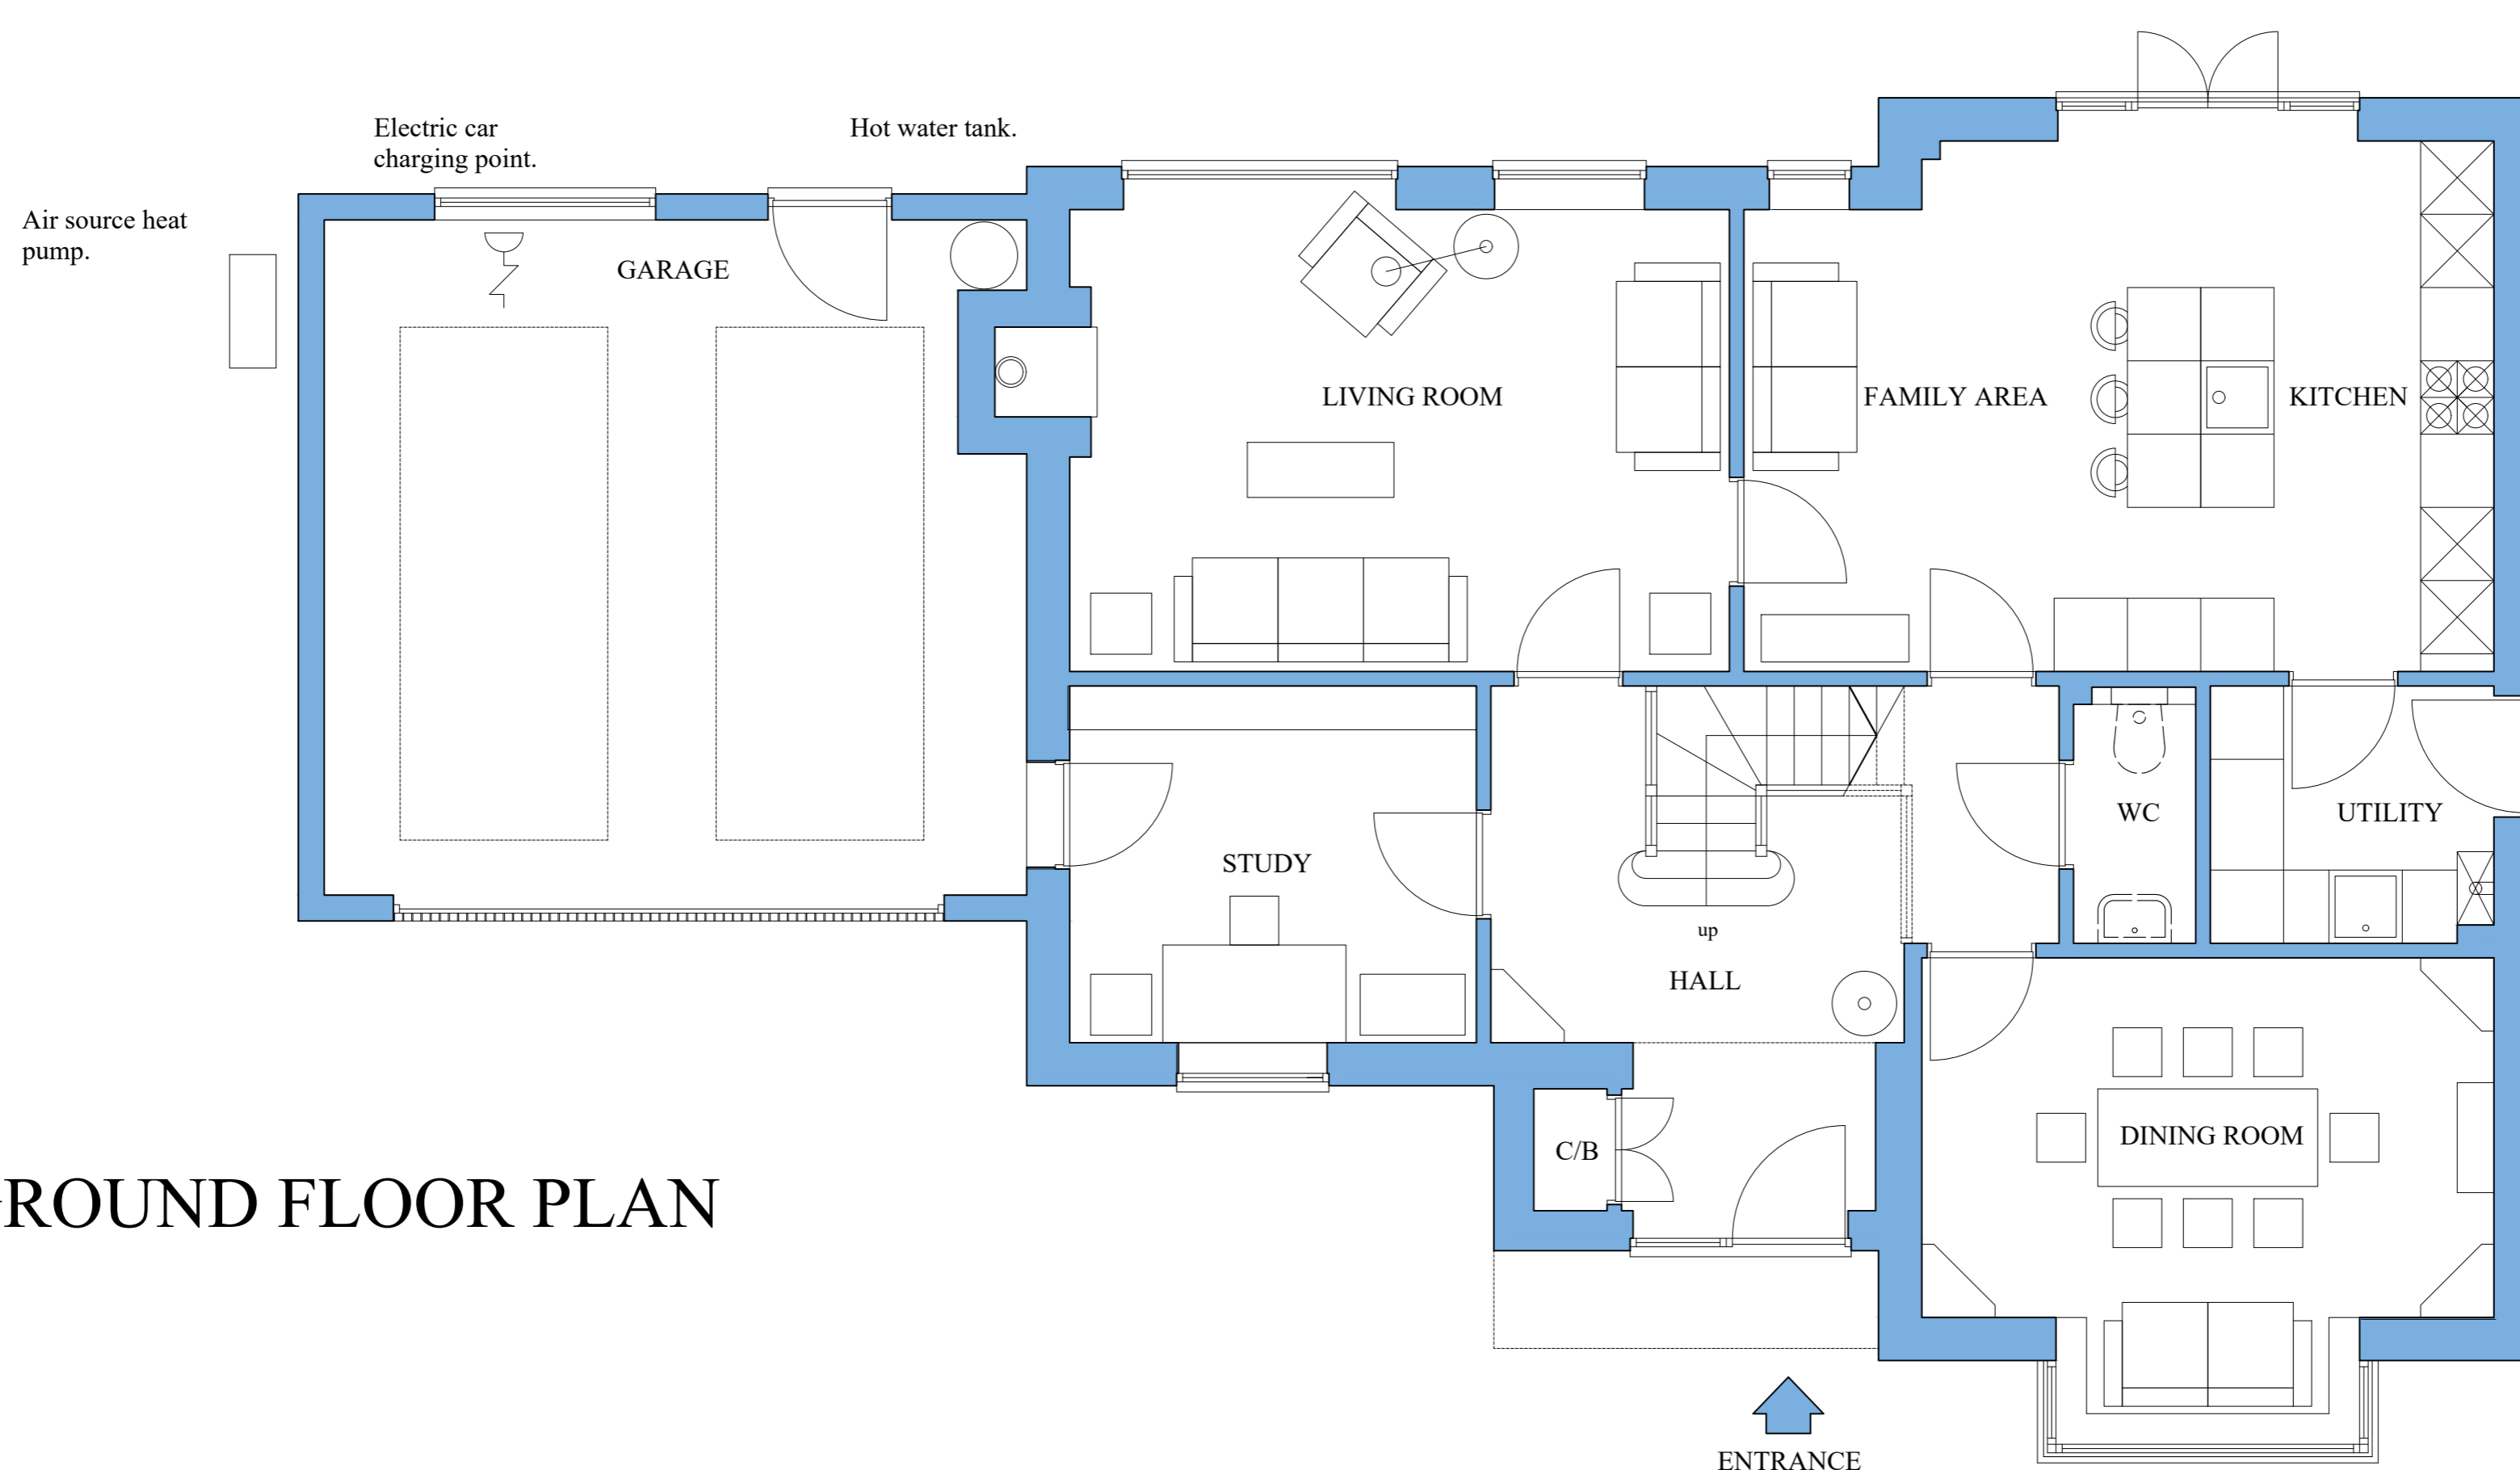 Electric car
charging point.
Hot water tank.
Air source heat
pump.
GARAGE
LIVING ROOM
FAMILY AREA
KITCHEN
WC
UTILITY
STUDY
up
HALL
C/B
DINING ROOM
GROUND FLOOR PLAN
ENTRANCE